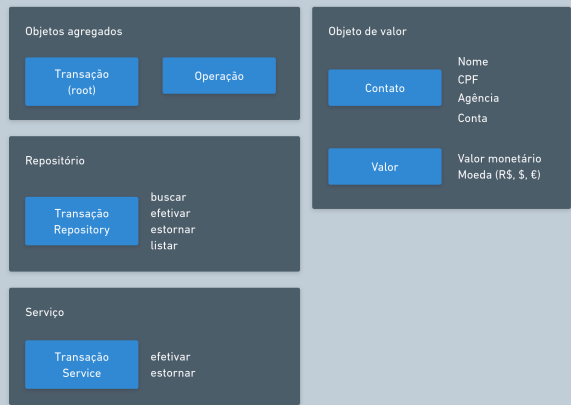 Objetos agregados
Transação
(root)
Operação
Repositório
Transação
Repository
buscar
efetivar
estornar
listar
Serviço
Transação
Service
efetivar
estornar
Objeto de valor
Contato
Nome
CPF
Agência
Conta
Valor
Valor monetário
Moeda (R$, $, €)